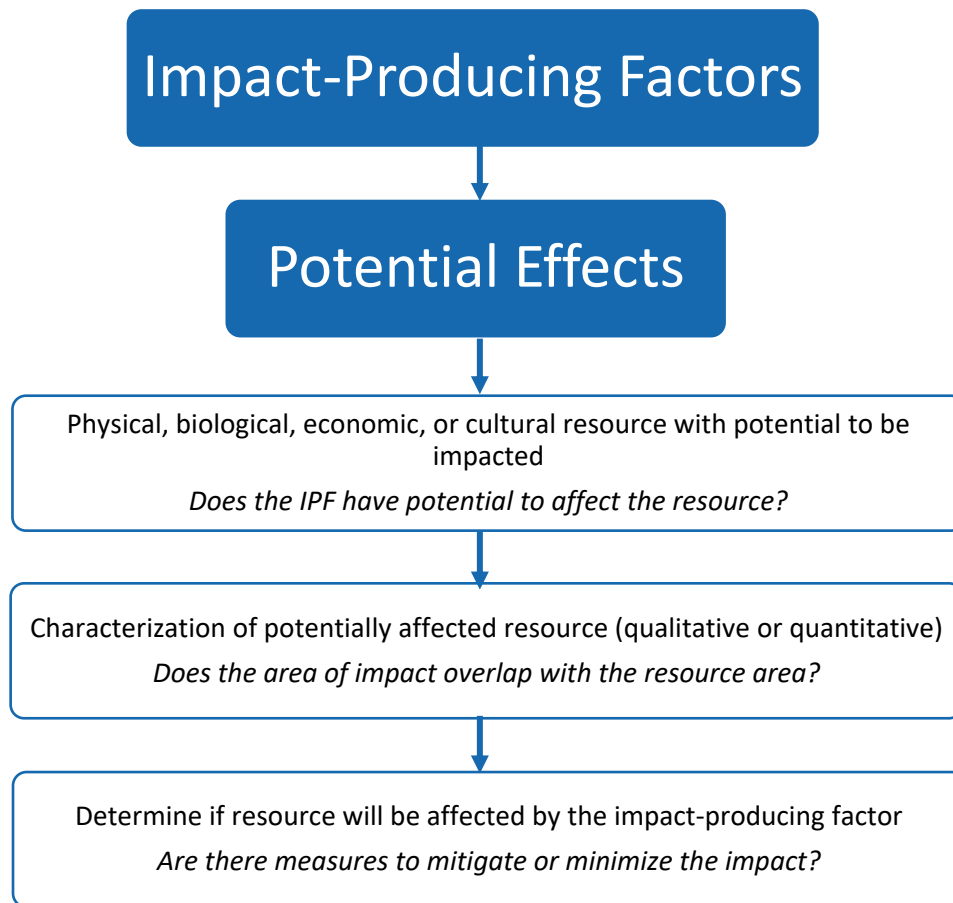 Impact-Producing Factors
Potential Effects
Physical, biological, economic, or cultural resource with potential to be
impacted
Does the IPF have potential to affect the resource?
Characterization of potentially affected resource (qualitative or quantitative)
Does the area of impact overlap with the resource area?
Determine if resource will be affected by the impact-producing factor
Are there measures to mitigate or minimize the impact?